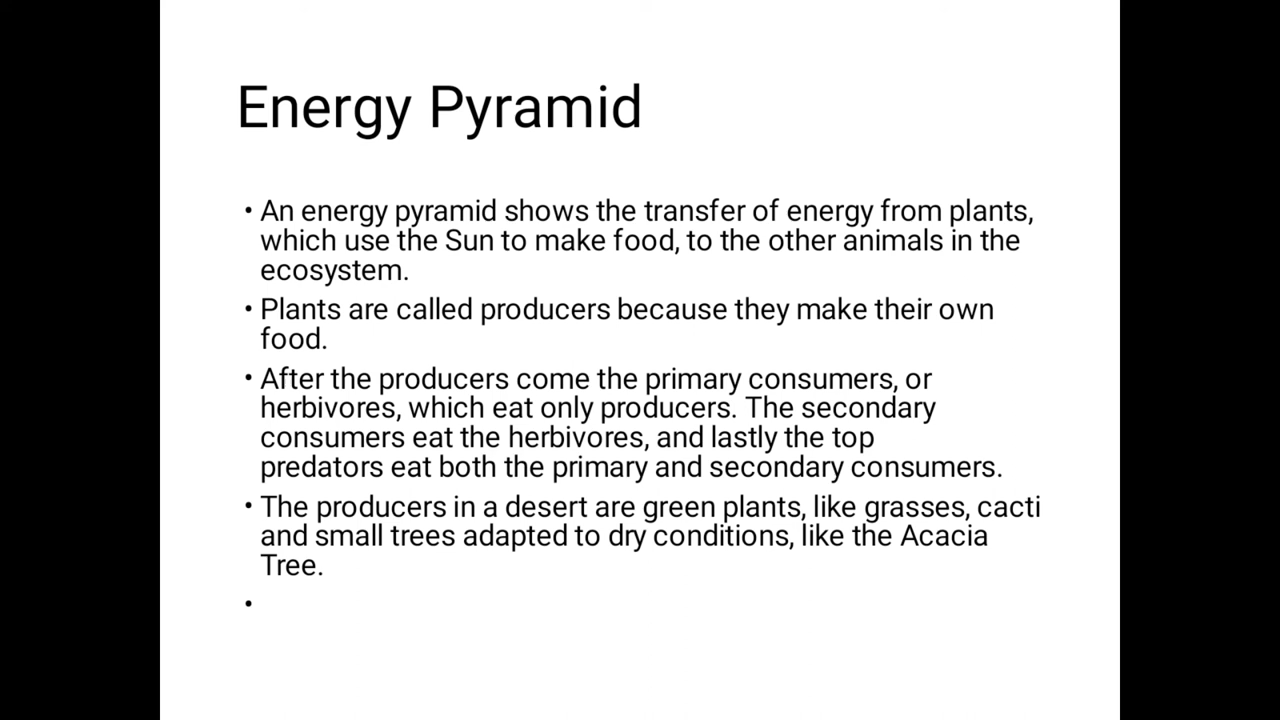 Energy Pyramid
• An energy pyramid shows the transfer of energy from plants,
which use the Sun to make food, to the other animals in the
ecosystem.
• Plants are called producers because they make their own
food.
• After the producers come the primary consumers, or
herbivores, which eat only producers. The secondary
consumers eat the herbivores, and lastly the top
predators eat both the primary and secondary consumers.
• The producers in a desert are green plants, like grasses, cacti
and small trees adapted to dry conditions, like the Acacia
Tree.
•